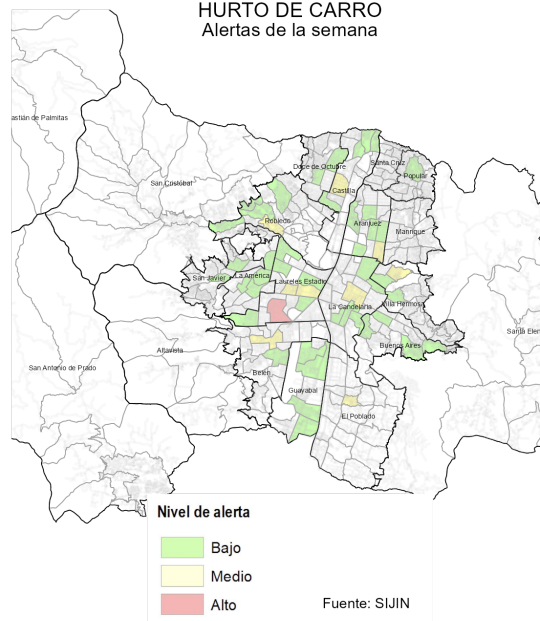 HURTO DE CARRO
Alertas de la semana
astián de Palmitas
San Cristóbal
Doce de Octubre
Santa Cruz
Popular
Castilla
Robledo
Aranjuez
Manrique
San Javier
La América
Laureles Estadio
La Candelaria
Villa Hermosa
Santa Elen
Buenos Aires
Altavista
San Antonio de Prado
Belén
Guayabal
El Poblado
Nivel de alerta
Bajo
Medio
Alto
Fuente: SIJIN